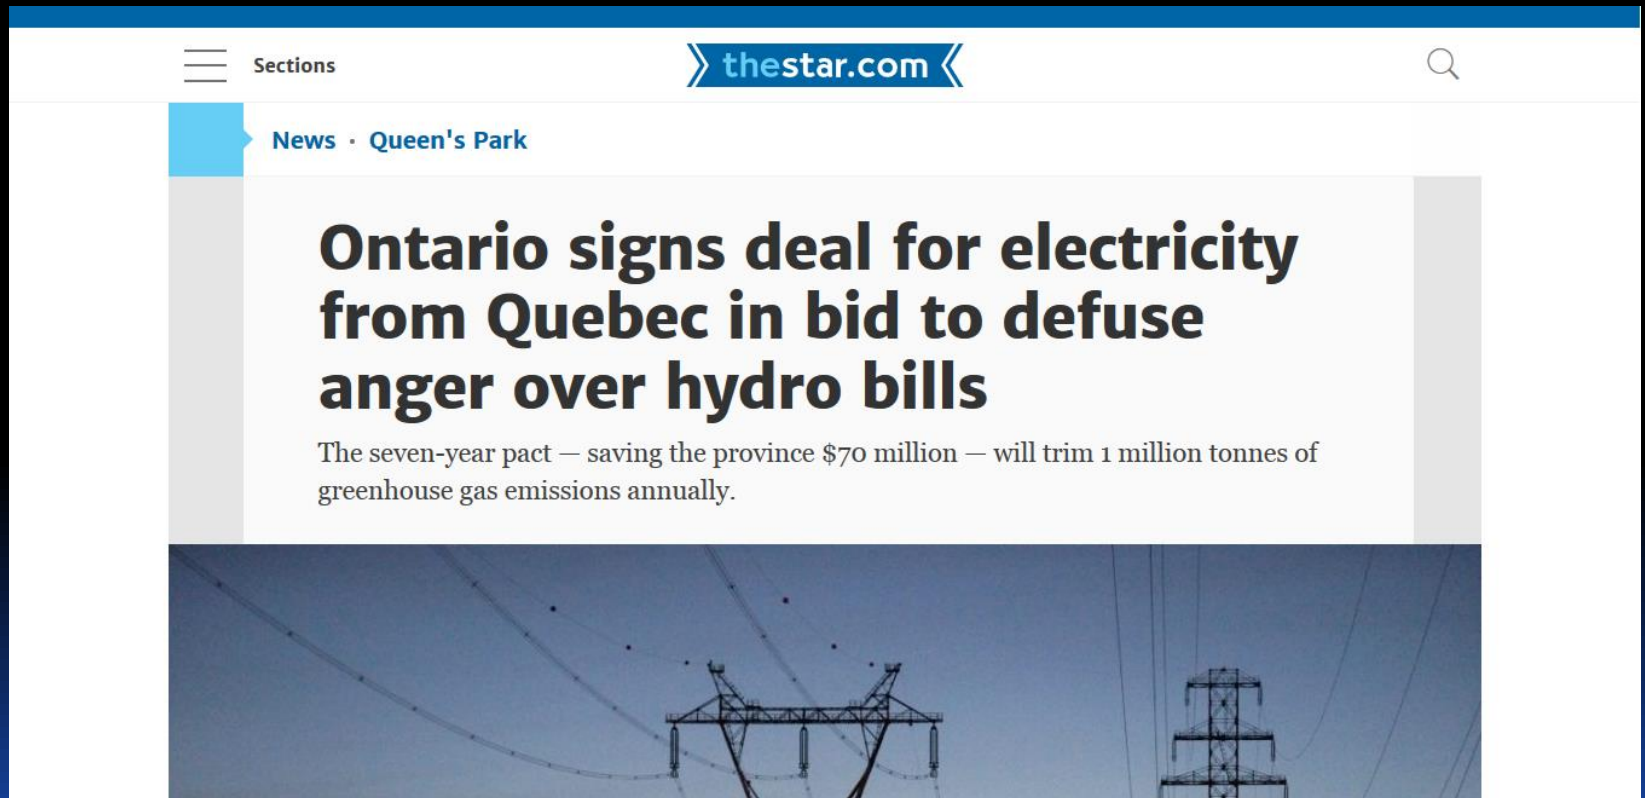 Sections
thestar.com
News · Queen's Park
Ontario signs deal for electricity
from Quebec in bid to defuse
anger over hydro bills
The seven-year pact — saving the province $70 million — will trim 1 million tonnes of
greenhouse gas emissions annually.